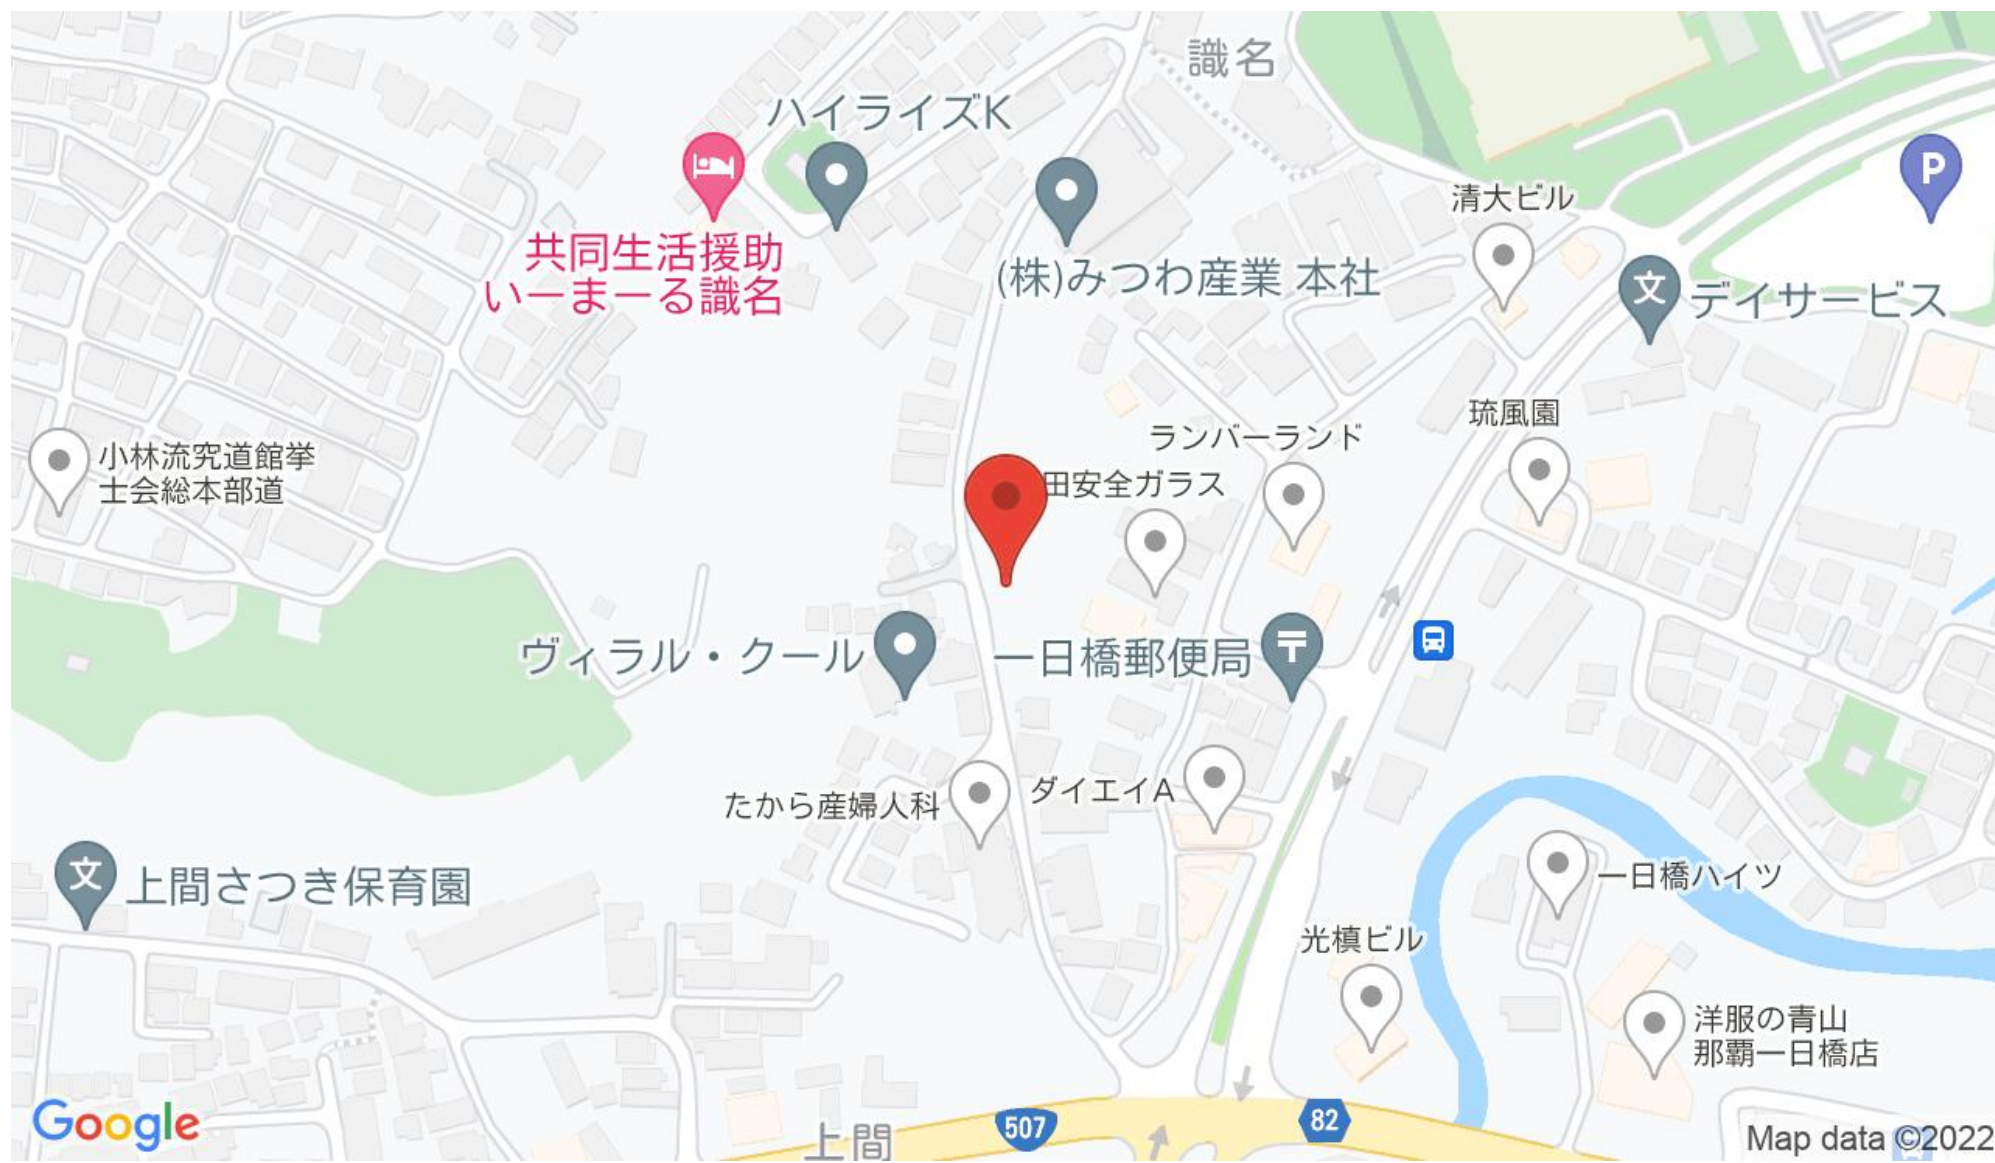 識名
ハイライズK
清大ビル
共同生活援助
いーまーる識名
(株)みつわ産業 本社
P
文
デイサービス
琉風園
ランバーランド
小林流究道館挙
士会総本部道
田安全ガラス
ヴィラル・クール
一日橋郵便局
たから産婦人科
ダイエイA
文
上間さつき保育園
一日橋ハイツ
光槙ビル
洋服の青山
那覇一日橋店
Google
上間
507
82
Map data ©2022